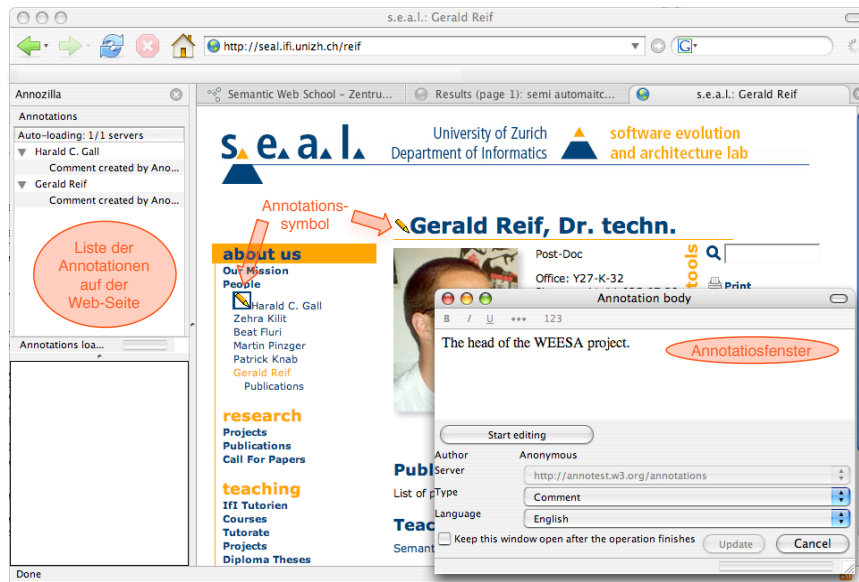 s.e.a.l.: Gerald Reif
http://seal.ifi.unizh.ch/reif
G
Annozilla
Semantic Web School – Zentru...
Results (page 1): semi automaitc...
s.e.a.l.: Gerald Reif
Annotations
Auto-loading: 1/1 servers
Harald C. Gall
Comment created by Ano...
Gerald Reif
Comment created by Ano...
Liste der
Annotationen
auf der
Web-Seite
Annotations loa...
s. e. a. l.
University of Zurich
Department of Informatics
software evolution
and architecture lab
Annotations-
symbol
Gerald Reif, Dr. techn.
about us
Our Mission
People
Harald C. Gall
Zehra Kilit
Beat Fluri
Martin Pinzger
Patrick Knab
Gerald Reif
Publications
research
Projects
Publications
Call For Papers
teaching
IfI Tutorien
Courses
Tutorate
Projects
Diploma Theses
Post-Doc
Office: Y27-K-32
tools
Print
Publ
List of p
Teac
Semant
Annotation body
B I U ••• 123
The head of the WEESA project.
Annotatiosfenster
Start editing
Author Anonymous
Server http://annotest.w3.org/annotations
Type Comment
Language English
Keep this window open after the operation finishes
Update Cancel
Done